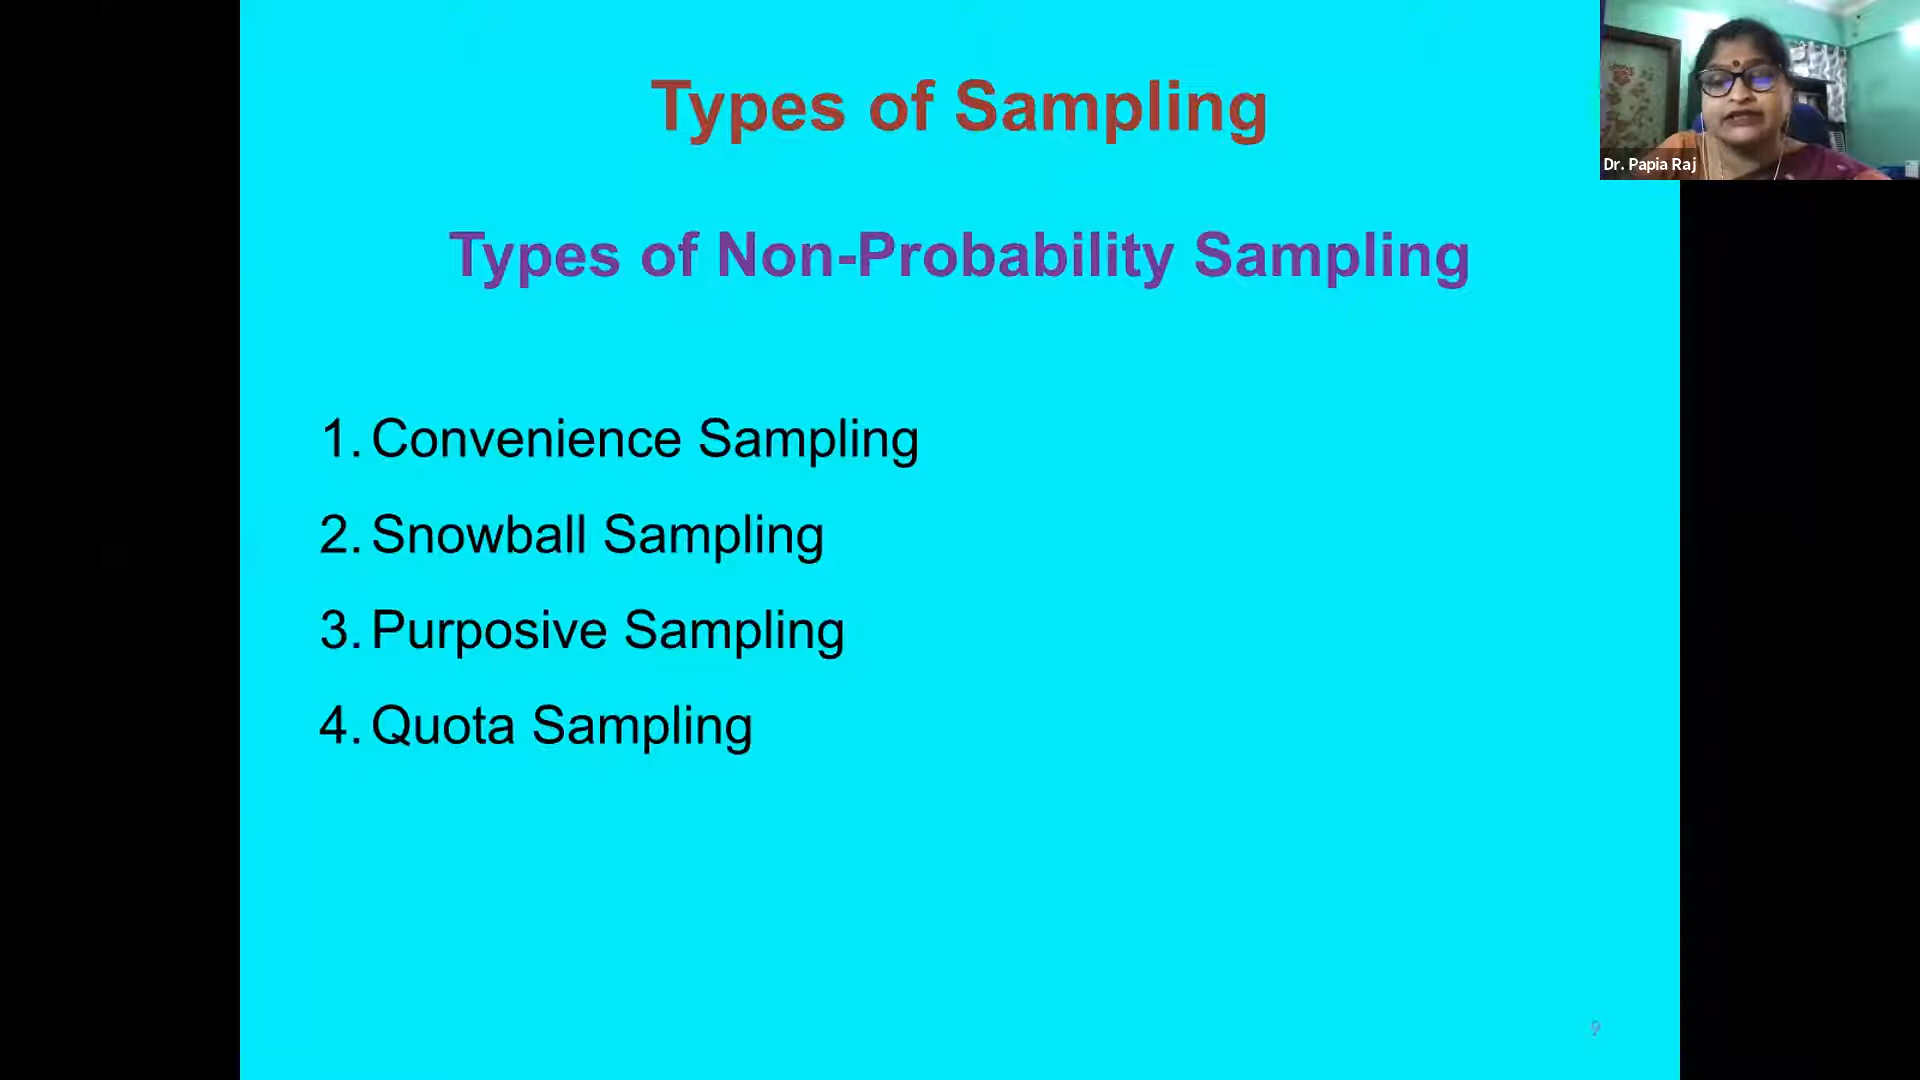 Types of Sampling
Dr. Papia Raj
Types of Non-Probability Sampling
1. Convenience Sampling
2. Snowball Sampling
3. Purposive Sampling
4. Quota Sampling
9